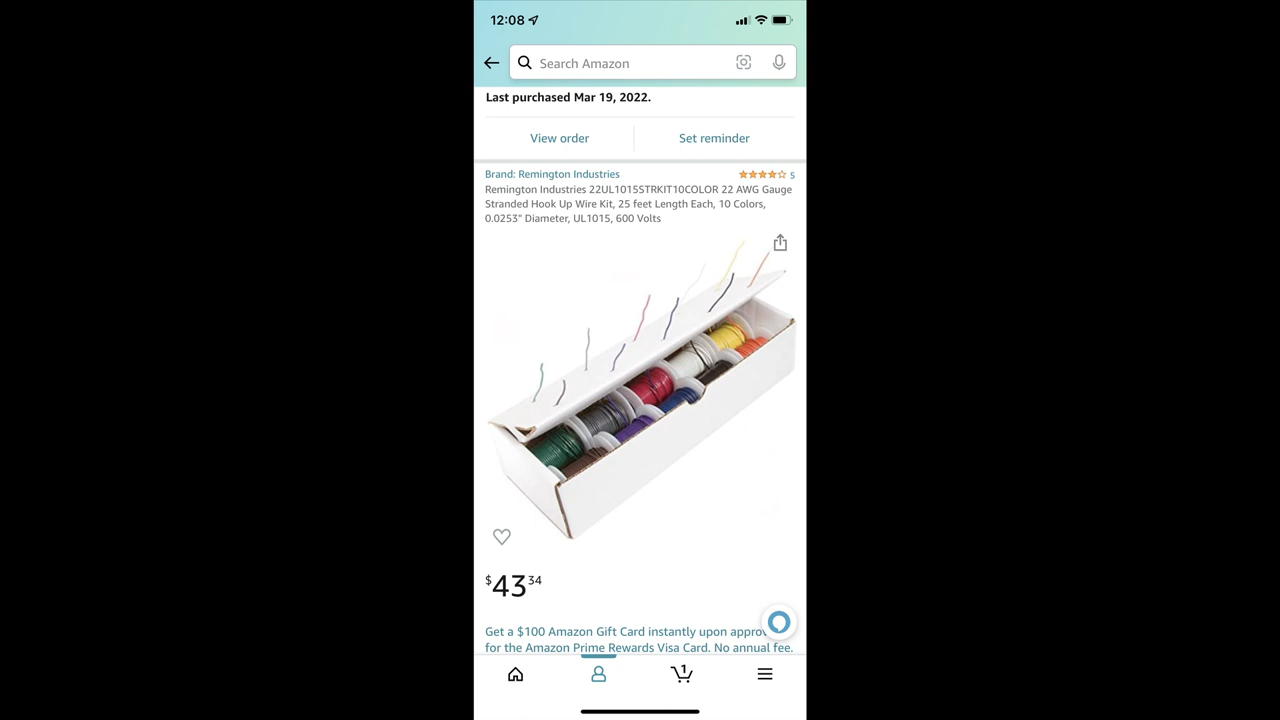 12:08
Search Amazon
Last purchased Mar 19, 2022.
View order
Set reminder
Brand: Remington Industries
5
Remington Industries 22UL1015STRKIT10COLOR 22 AWG Gauge
Stranded Hook Up Wire Kit, 25 feet Length Each, 10 Colors,
0.0253" Diameter, UL1015, 600 Volts
$43 34
Get a $100 Amazon Gift Card instantly upon approv
for the Amazon Prime Rewards Visa Card. No annual fee.
1